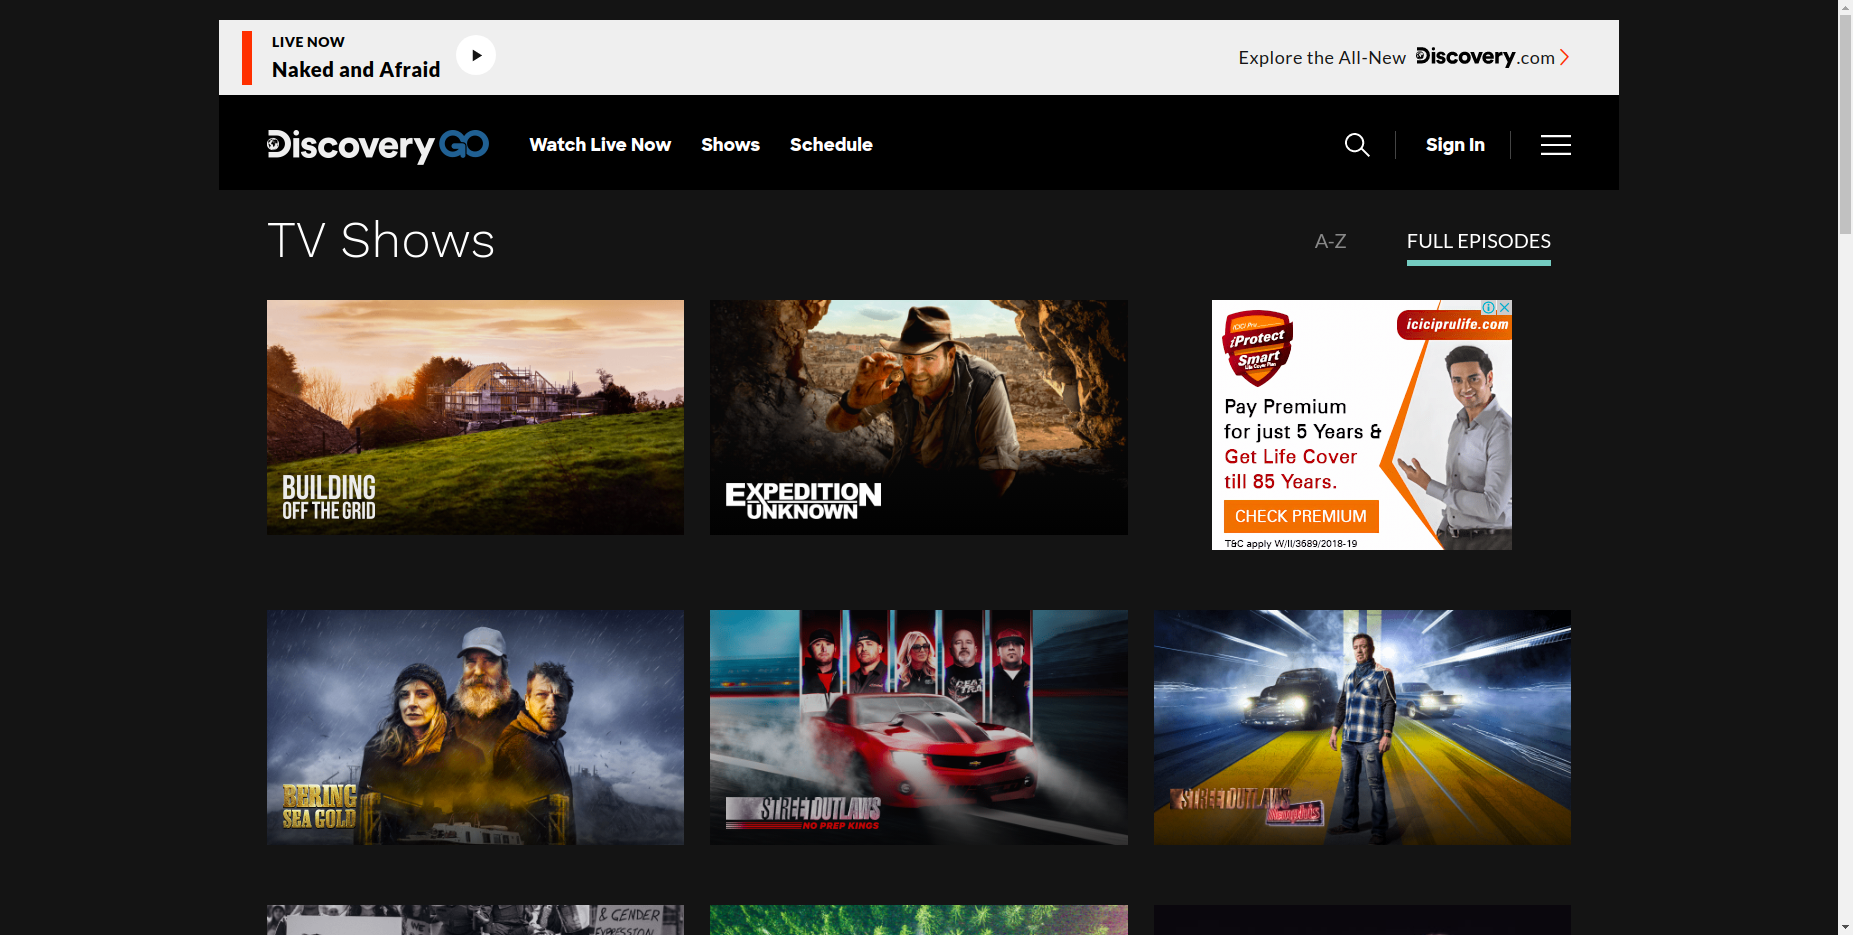 LIVE NOW
Naked and Afraid
Explore the All-New Discovery.com
Discovery GO
Watch Live Now
Shows
Schedule
Sign In
TV Shows
A-Z
FULL EPISODES
BUILDING
OFF THE GRID
EXPEDITION
UNKNOWN
iProtect
Smart
Life Cover Plan
iciciprulife.com
Pay Premium
for just 5 Years &
Get Life Cover
till 85 Years.
CHECK PREMIUM
T&C apply W/II/3689/2018-19
BERING
SEA GOLD
STREET OUTLAWS
NO PREP KINGS
STREET OUTLAWS
Memphis
& GENDER
EXPRESSION